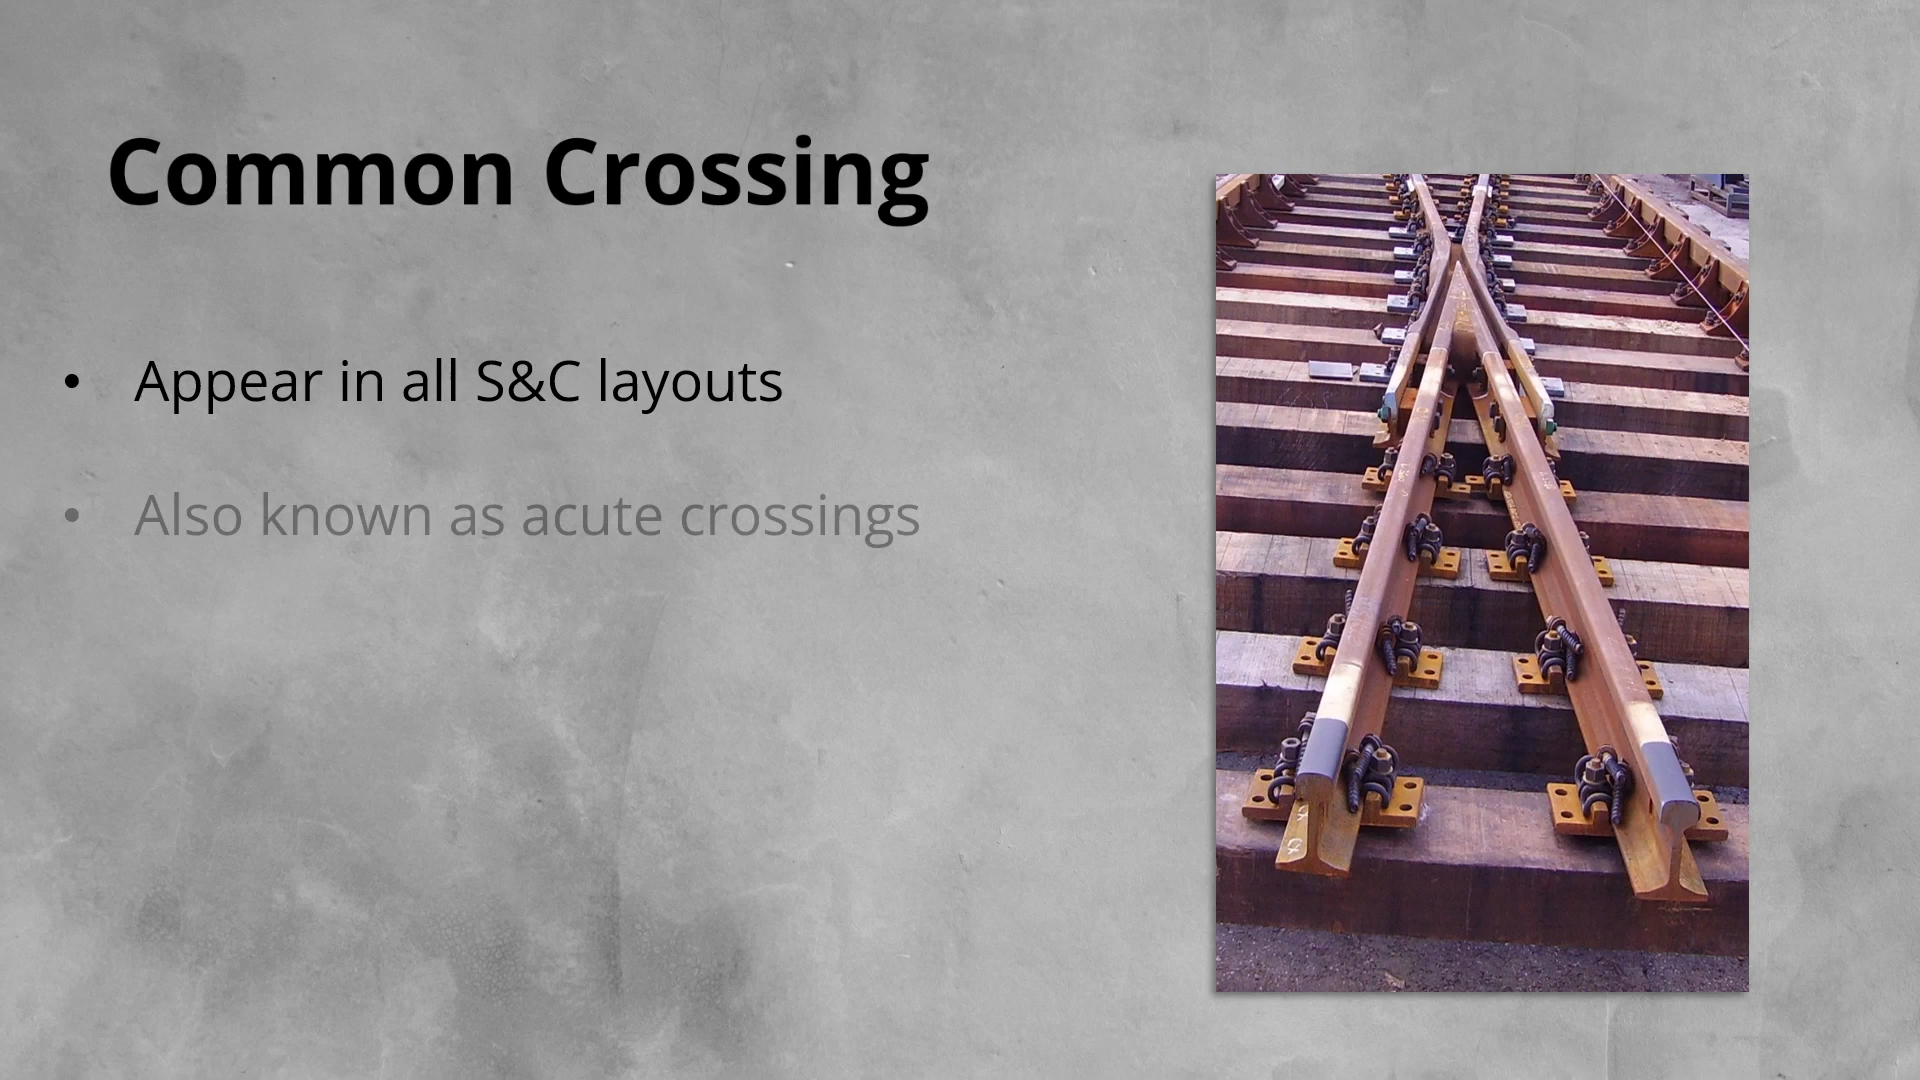 Common Crossing
• Appear in all S&C layouts
• Also known as acute crossings